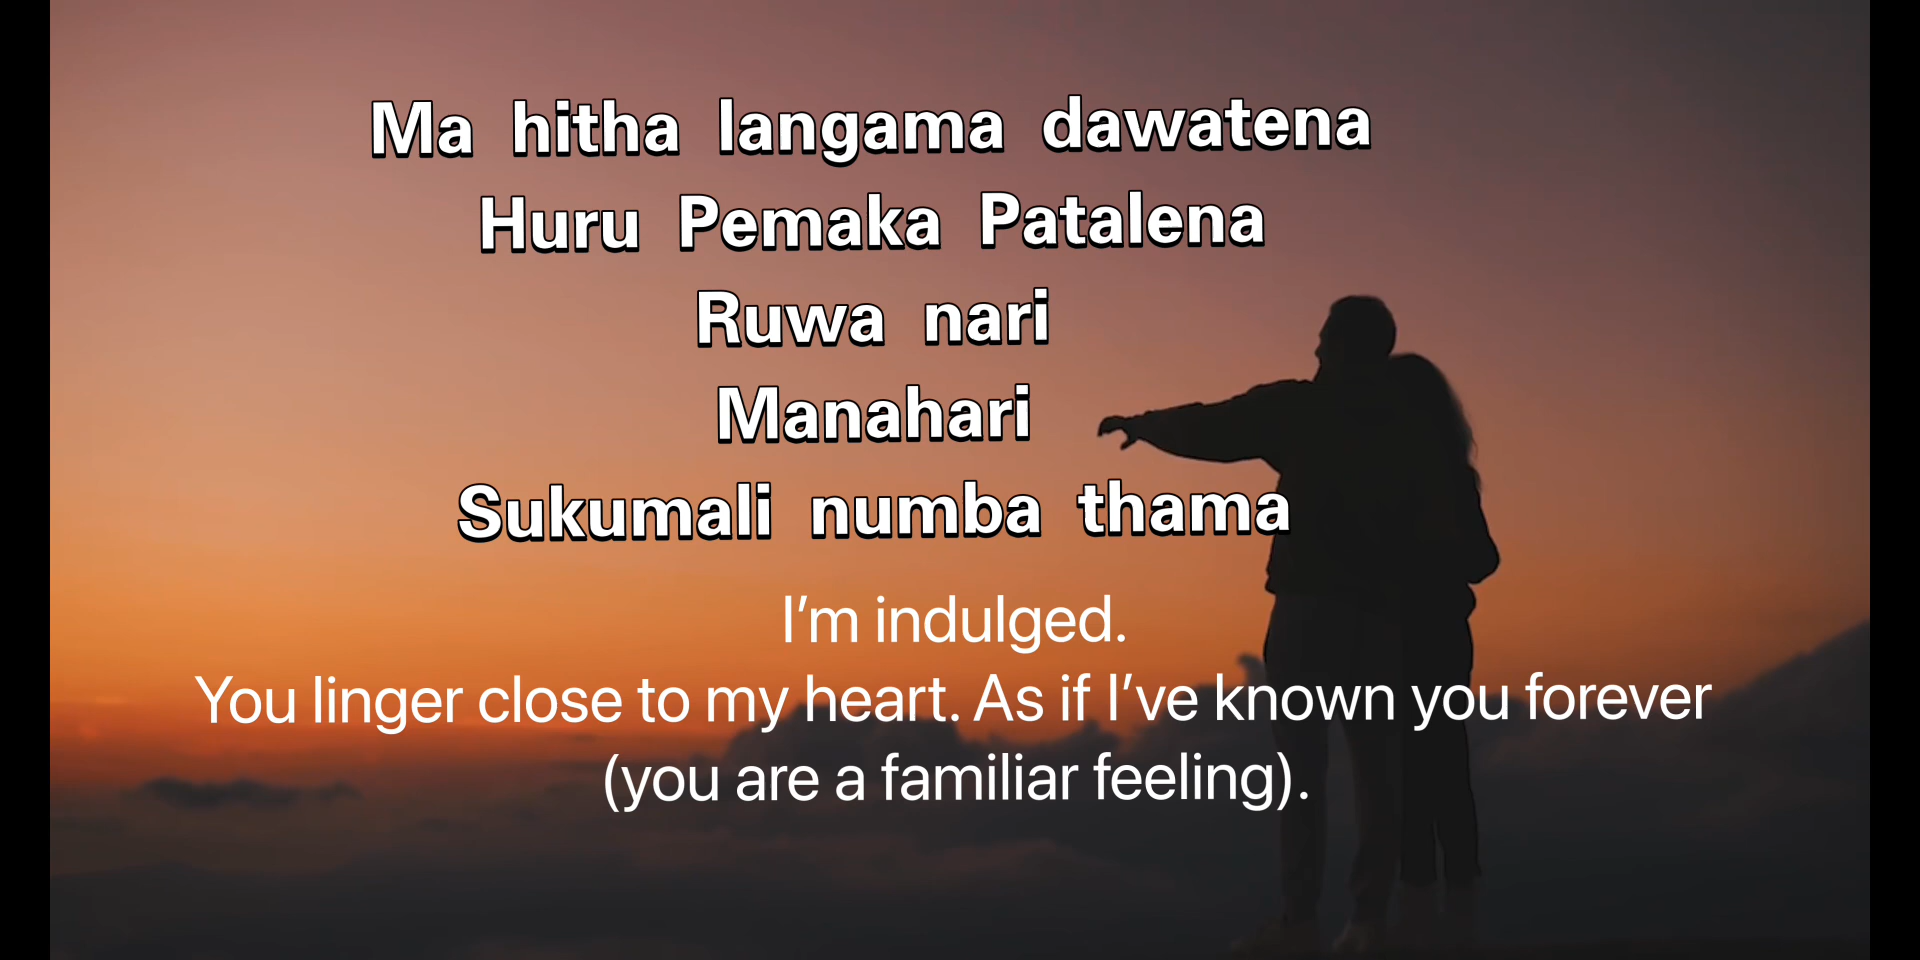 Ma hitha langama dawatena
Huru Pemaka Patalena
Ruwa nari
Manahari
Sukumali numba thama
I’m indulged.
You linger close to my heart. As if I’ve known you forever
(you are a familiar feeling).